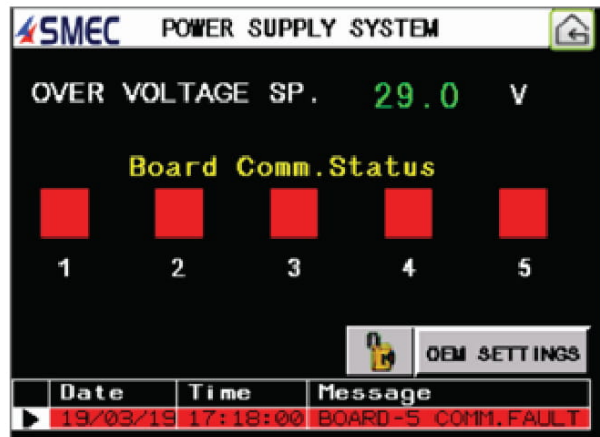 SMEC POWER SUPPLY SYSTEM
OVER VOLTAGE SP. 29.0 V
Board Comm.Status
1 2 3 4 5
OEM SETTINGS
Date Time Message
19/03/19 17:18:00 BOARD-5 COMM.FAULT